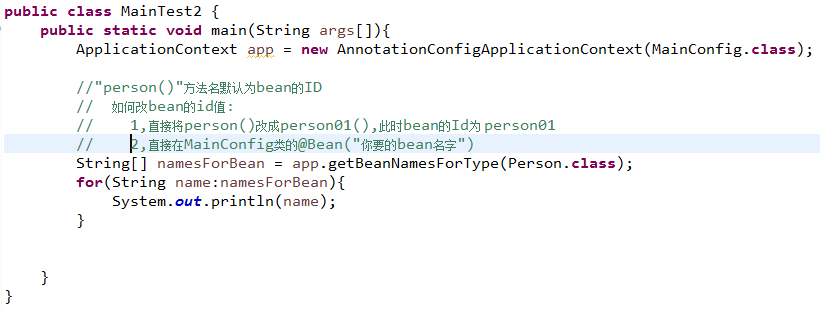 public class MainTest2 {
public static void main(String args[]){
ApplicationContext app = new AnnotationConfigApplicationContext(MainConfig.class);
//"person()"方法名默认为bean的ID
// 如何改bean的id值:
// 1,直接将person()改成person01(),此时bean的Id为 person01
// 2,直接在MainConfig类的@Bean("你要的bean名字")
String[] namesForBean = app.getBeanNamesForType(Person.class);
for(String name:namesForBean){
System.out.println(name);
}
}
}